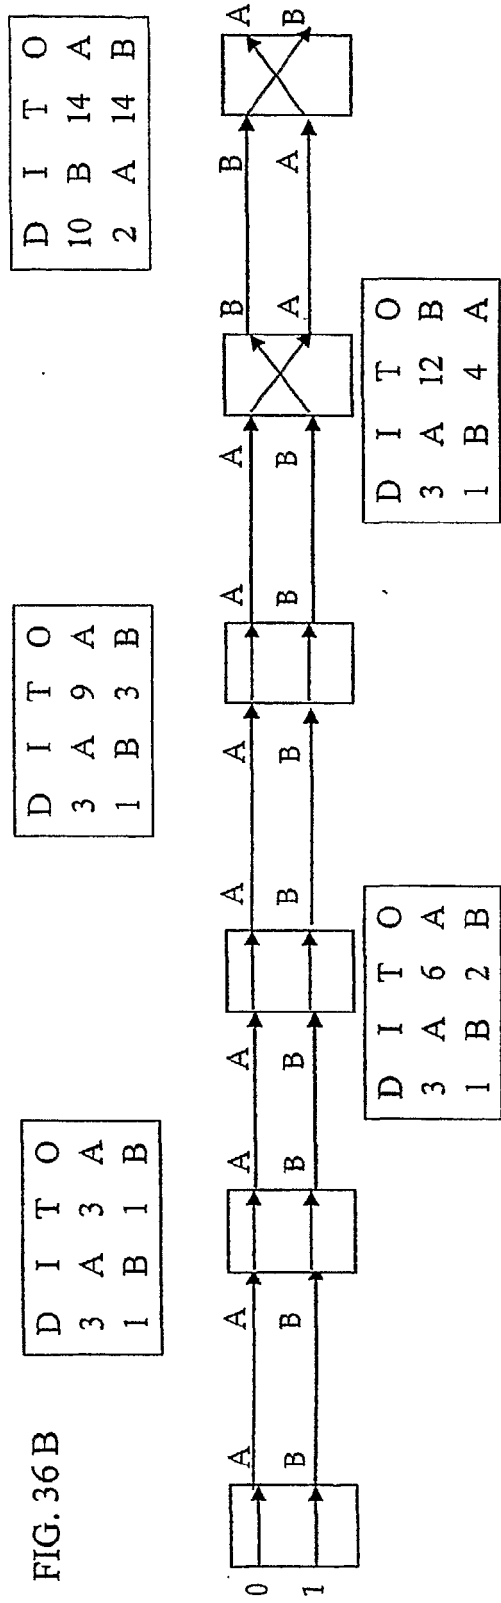 FIG. 36B
D I T O
3 A 3 A
1 B 1 B
D I T O
3 A 9 A
1 B 3 B
D I T O
10 B 14 A
2 A 14 B
0 A A A A A A A A B B A
1 B B B B B B B B A A B
D I T O
3 A 6 A
1 B 2 B
D I T O
3 A 12 B
1 B 4 A